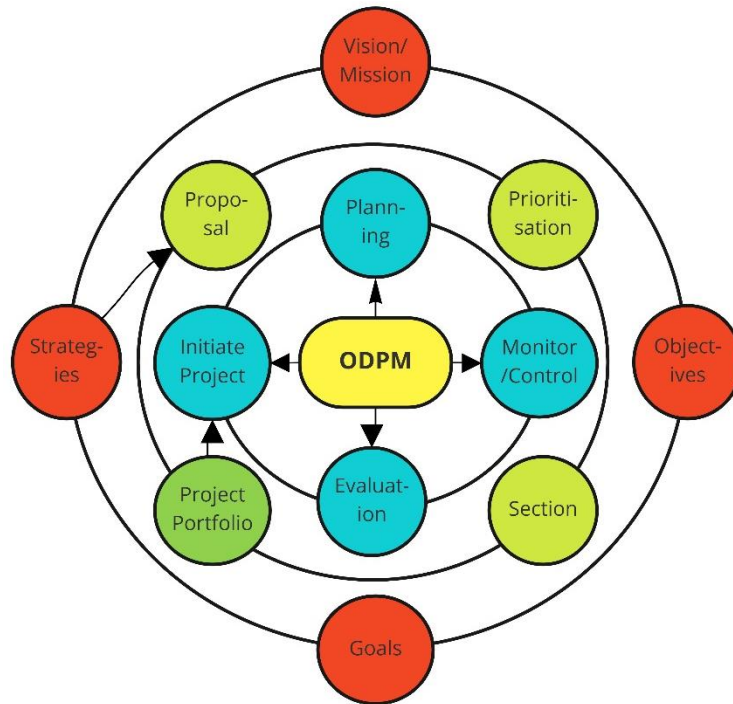 Vision/
Mission
Propo-
sal
Prioriti-
sation
Plann-
ing
Strateg-
ies
Initiate
Project
ODPM
Monitor
/Control
Object-
ives
Project
Portfolio
Evaluat-
ion
Section
Goals